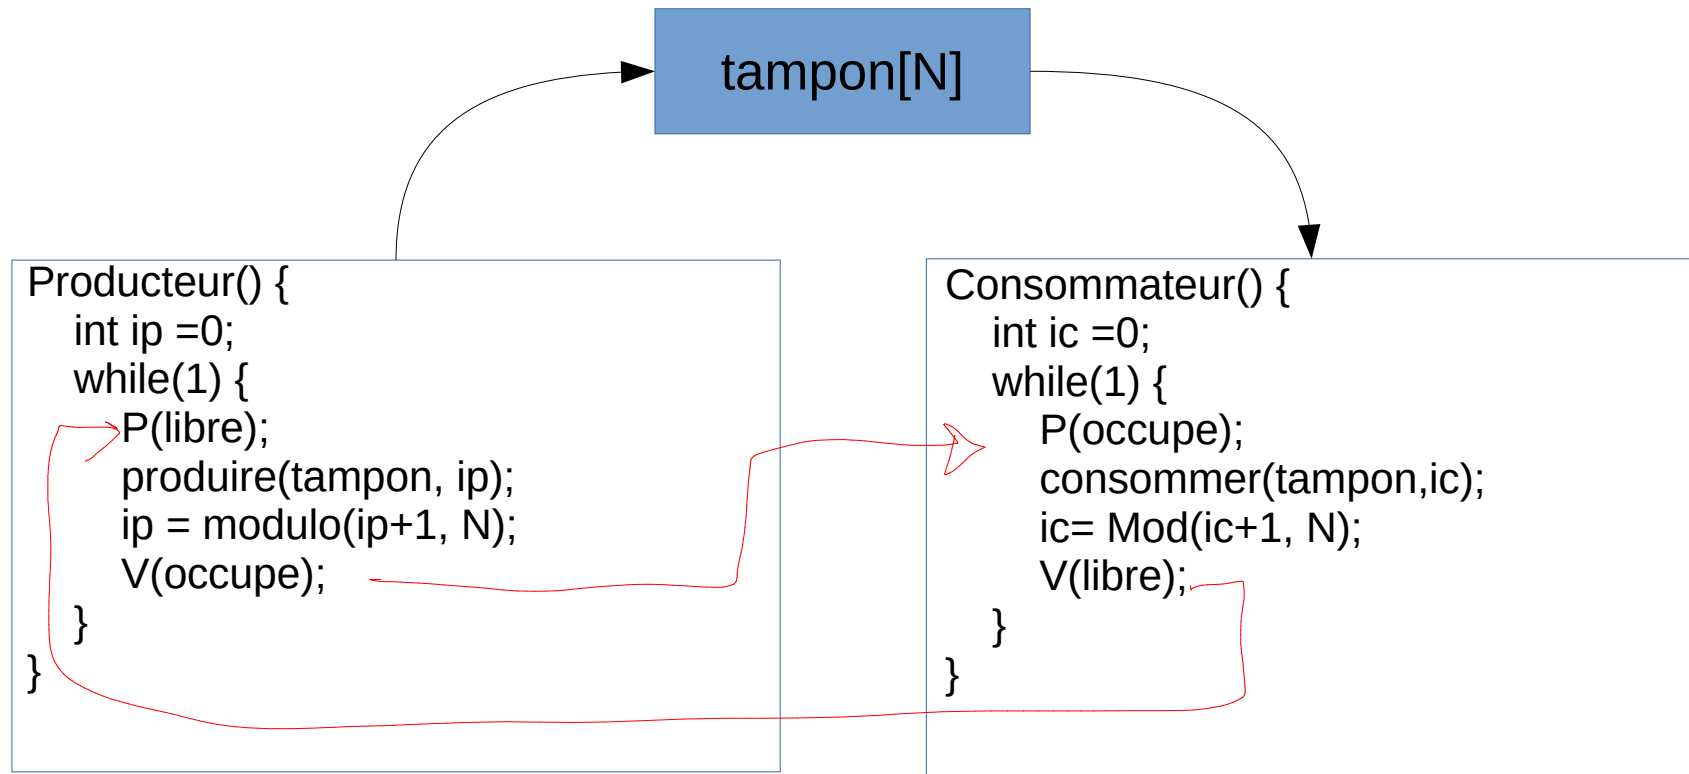 tampon[N]
Producteur() {
int ip =0;
while(1) {
P(libre);
produire(tampon, ip);
ip = modulo(ip+1, N);
V(occupe);
}
}
Consommateur() {
int ic =0;
while(1) {
P(occupe);
consommer(tampon,ic);
ic= Mod(ic+1, N);
V(libre);
}
}